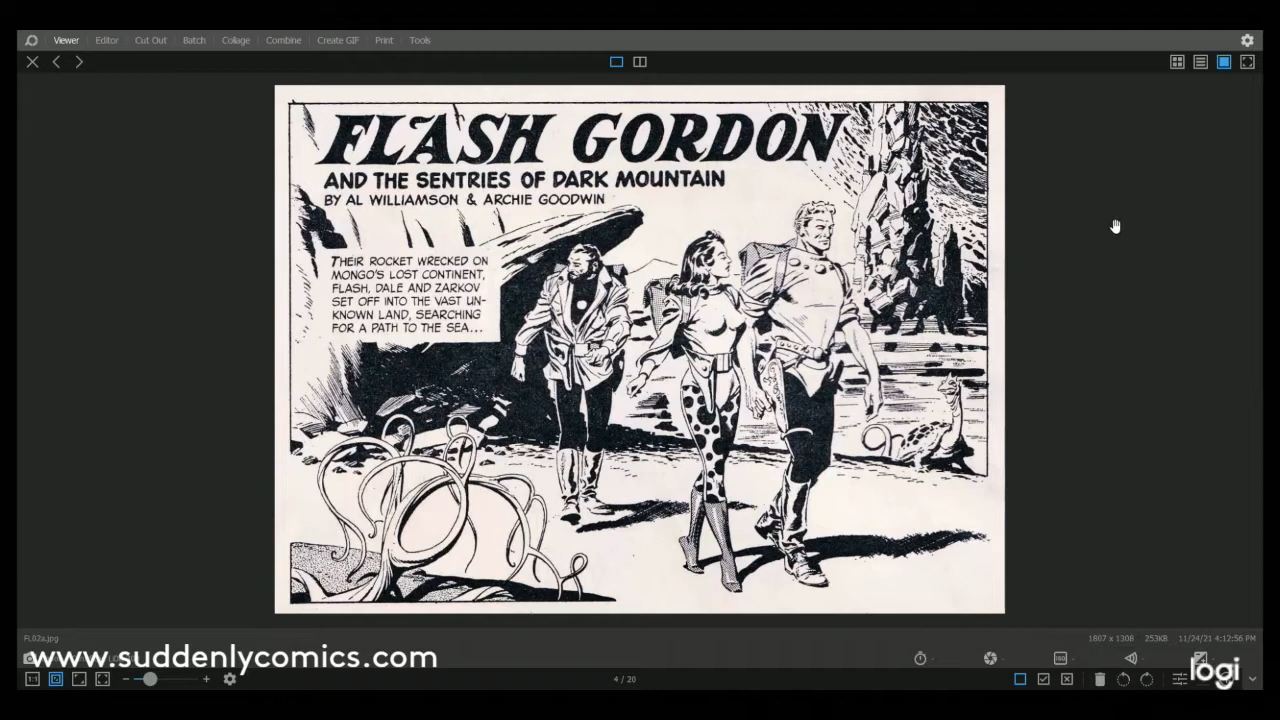 Viewer Editor Cut Out Batch Collage Combine Create GIF Print Tools
FLASH GORDON
AND THE SENTRIES OF DARK MOUNTAIN
BY AL WILLIAMSON & ARCHIE GOODWIN
THEIR ROCKET WRECKED ON
MONGO'S LOST CONTINENT,
FLASH, DALE AND ZARKOV
SET OFF INTO THE VAST UN-
KNOWN LAND, SEARCHING
FOR A PATH TO THE SEA...
FL02a.jpg
1807 x 1308 253KB 11/24/21 4:12:56 PM
www.suddenlycomics.com
ISO
logi
1:1
4 / 20